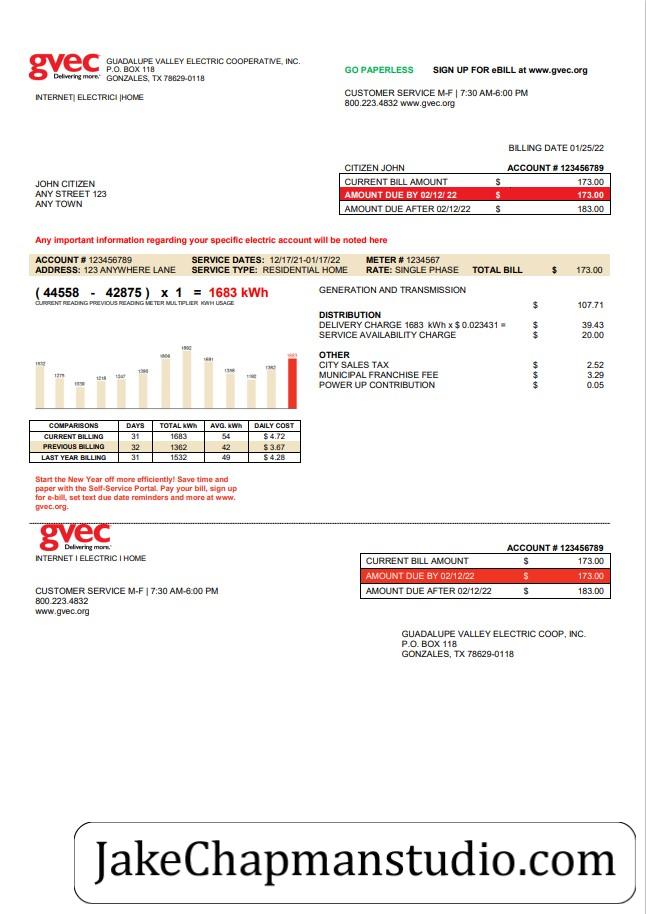 gvec
Delivering more.
GUADALUPE VALLEY ELECTRIC COOPERATIVE, INC.
P.O. BOX 118
GONZALES, TX 78629-0118
GO PAPERLESS SIGN UP FOR eBILL at www.gvec.org
INTERNET| ELECTRICI |HOME
CUSTOMER SERVICE M-F | 7:30 AM-6:00 PM
800.223.4832 www.gvec.org
BILLING DATE 01/25/22
CITIZEN JOHN ACCOUNT # 123456789
JOHN CITIZEN
ANY STREET 123
ANY TOWN
CURRENT BILL AMOUNT $ 173.00
AMOUNT DUE BY 02/12/ 22 $ 173.00
AMOUNT DUE AFTER 02/12/22 $ 183.00
Any important information regarding your specific electric account will be noted here
ACCOUNT # 123456789 SERVICE DATES: 12/17/21-01/17/22 METER # 1234567
ADDRESS: 123 ANYWHERE LANE SERVICE TYPE: RESIDENTIAL HOME RATE: SINGLE PHASE TOTAL BILL $ 173.00
( 44558 - 42875 ) x 1 = 1683 kWh
CURRENT READING PREVIOUS READING METER MULTIPLIER KWH USAGE
GENERATION AND TRANSMISSION
$ 107.71
DISTRIBUTION
DELIVERY CHARGE 1683 kWh x $ 0.023431 = $ 39.43
SERVICE AVAILABILITY CHARGE $ 20.00
OTHER
CITY SALES TAX $ 2.52
MUNICIPAL FRANCHISE FEE $ 3.29
POWER UP CONTRIBUTION $ 0.05
1532 1275 1030 1218 1247 1390 1606 1892 1691 1398 1192 1362 1683
COMPARISONS DAYS TOTAL kWh AVG. kWh DAILY COST
CURRENT BILLING 31 1683 54 $ 4.72
PREVIOUS BILLING 32 1362 42 $ 3.67
LAST YEAR BILLING 31 1532 49 $ 4.28
Start the New Year off more efficiently! Save time and
paper with the Self-Service Portal. Pay your bill, sign up
for e-bill, set text due date reminders and more at www.
gvec.org.
gvec
Delivering more.
INTERNET I ELECTRIC I HOME
ACCOUNT # 123456789
CURRENT BILL AMOUNT $ 173.00
AMOUNT DUE BY 02/12/22 $ 173.00
AMOUNT DUE AFTER 02/12/22 $ 183.00
CUSTOMER SERVICE M-F | 7:30 AM-6:00 PM
800.223.4832
www.gvec.org
GUADALUPE VALLEY ELECTRIC COOP, INC.
P.O. BOX 118
GONZALES, TX 78629-0118
JakeChapmanstudio.com